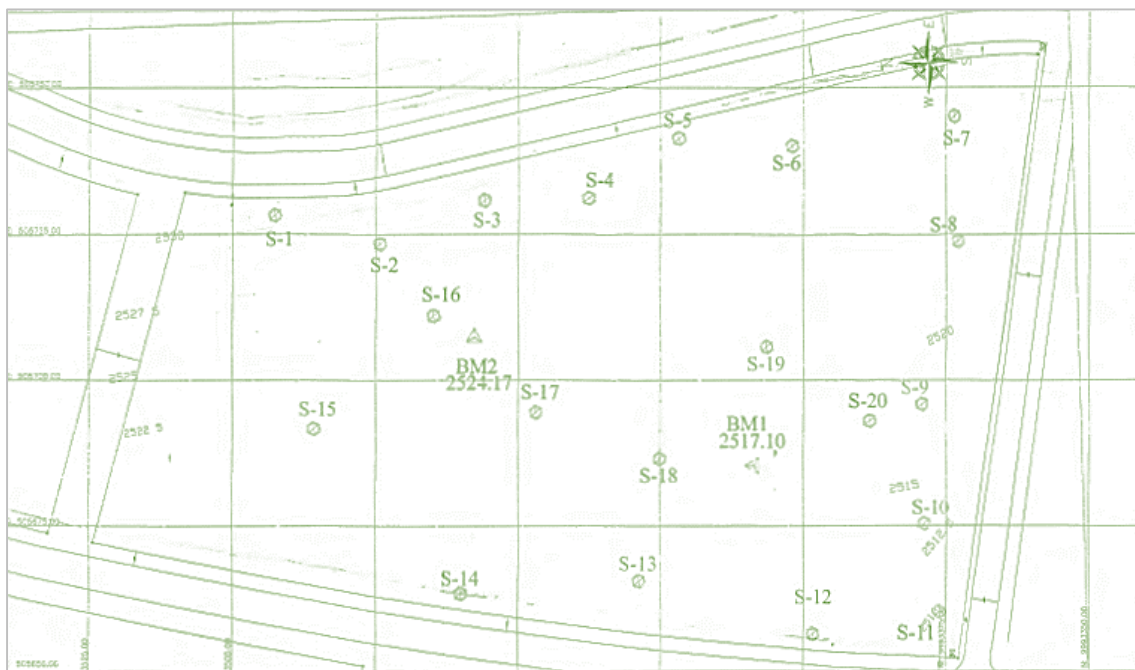 E
N
S
W
S-5
S-6
S-7
S-4
S-3
S-1
S-2
S-8
2530
S-16
2527 5
BM2
2524.17
S-19
2520
2525
S-15
S-17
S-9
S-20
BM1
2517.10
2522 5
S-18
2515
S-10
S-13
S-14
S-12
S-11